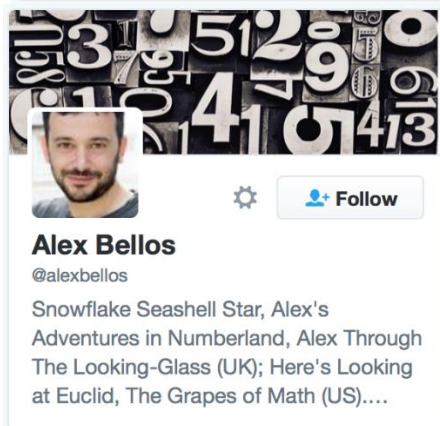 Follow
Alex Bellos
@alexbellos
Snowflake Seashell Star, Alex's
Adventures in Numberland, Alex Through
The Looking-Glass (UK); Here's Looking
at Euclid, The Grapes of Math (US)....